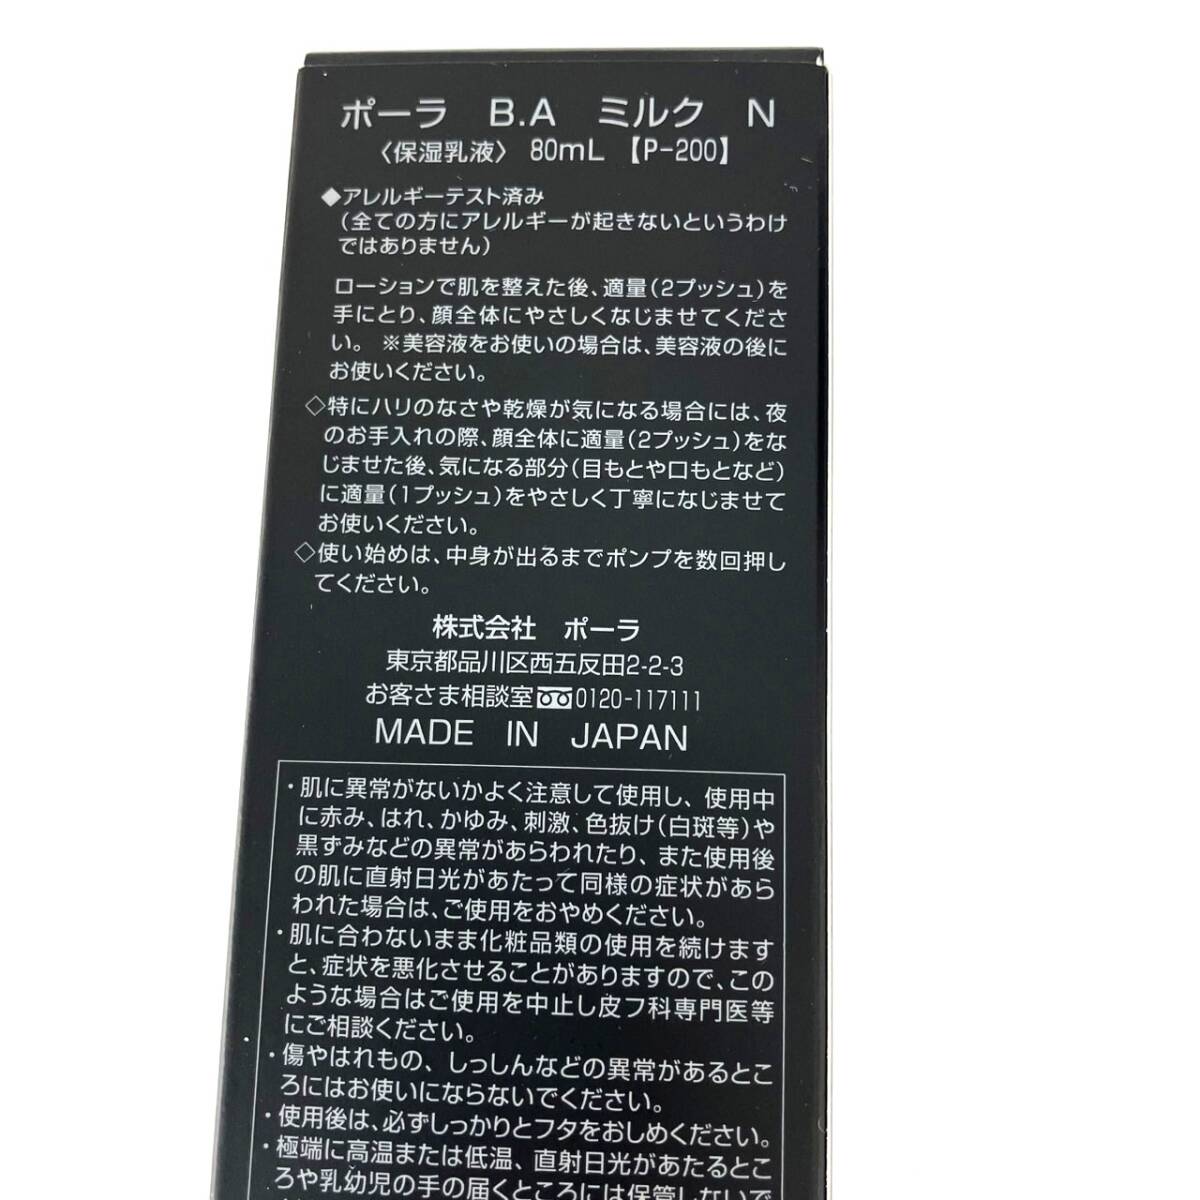 ポーラ B.A ミルク N
〈保湿乳液〉 80mL 【P-200】
◆アレルギーテスト済み
(全ての方にアレルギーが起きないというわけ
ではありません)
ローションで肌を整えた後、適量(2プッシュ)を
手にとり、顔全体にやさしくなじませてくださ
い。 ※美容液をお使いの場合は、美容液の後に
お使いください。
◇特にハリのなさや乾燥が気になる場合には、夜
のお手入れの際、顔全体に適量(2プッシュ)をな
じませた後、気になる部分(目もとや口もとなど)
に適量(1プッシュ)をやさしく丁寧になじませて
お使いください。
◇使い始めは、中身が出るまでポンプを数回押し
てください。
株式会社 ポーラ
東京都品川区西五反田2-2-3
お客さま相談室 0120-117111
MADE IN JAPAN
・肌に異常がないかよく注意して使用し、使用中
に赤み、はれ、かゆみ、刺激、色抜け(白斑等)や
黒ずみなどの異常があらわれたり、また使用後
の肌に直射日光があたって同様の症状があら
われた場合は、ご使用をおやめください。
・肌に合わないまま化粧品類の使用を続けます
と、症状を悪化させることがありますので、この
ような場合はご使用を中止し皮フ科専門医等
にご相談ください。
・傷やはれもの、しっしんなどの異常があるとこ
ろにはお使いにならないでください。
・使用後は、必ずしっかりとフタをおしめください。
・極端に高温または低温、直射日光があたるとこ
ろや乳幼児の手の届くところには保管しないで